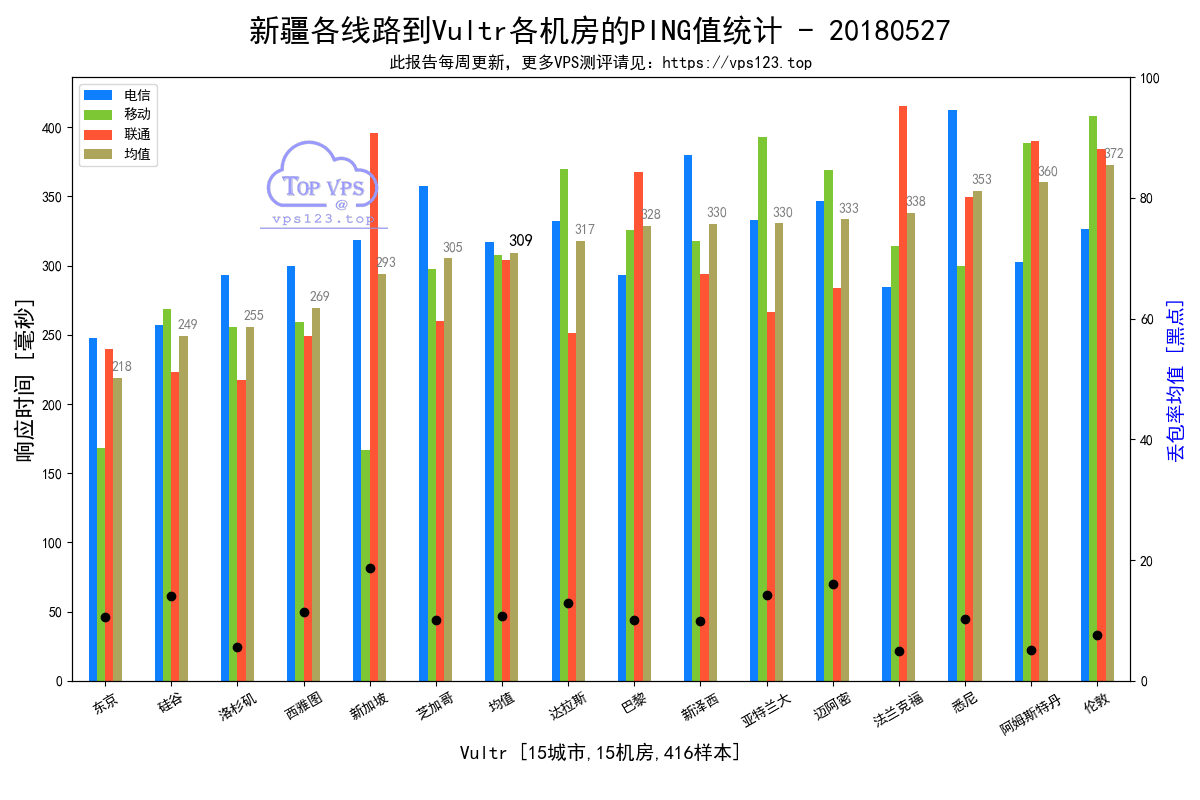 新疆各线路到Vultr各机房的PING值统计 - 20180527
此报告每周更新，更多VPS测评请见：https://vps123.top
电信
移动
联通
均值
TOP VPS
@
vps123.top
响应时间 [毫秒]
400
350
300
250
200
150
100
50
0
218
249
255
269
293
305
309
317
328
330
330
333
338
353
360
372
100
80
60
40
20
0
丢包率均值 [黑点]
东京
硅谷
洛杉矶
西雅图
新加坡
芝加哥
均值
达拉斯
巴黎
新泽西
亚特兰大
迈阿密
法兰克福
悉尼
阿姆斯特丹
伦敦
Vultr [15城市,15机房,416样本]